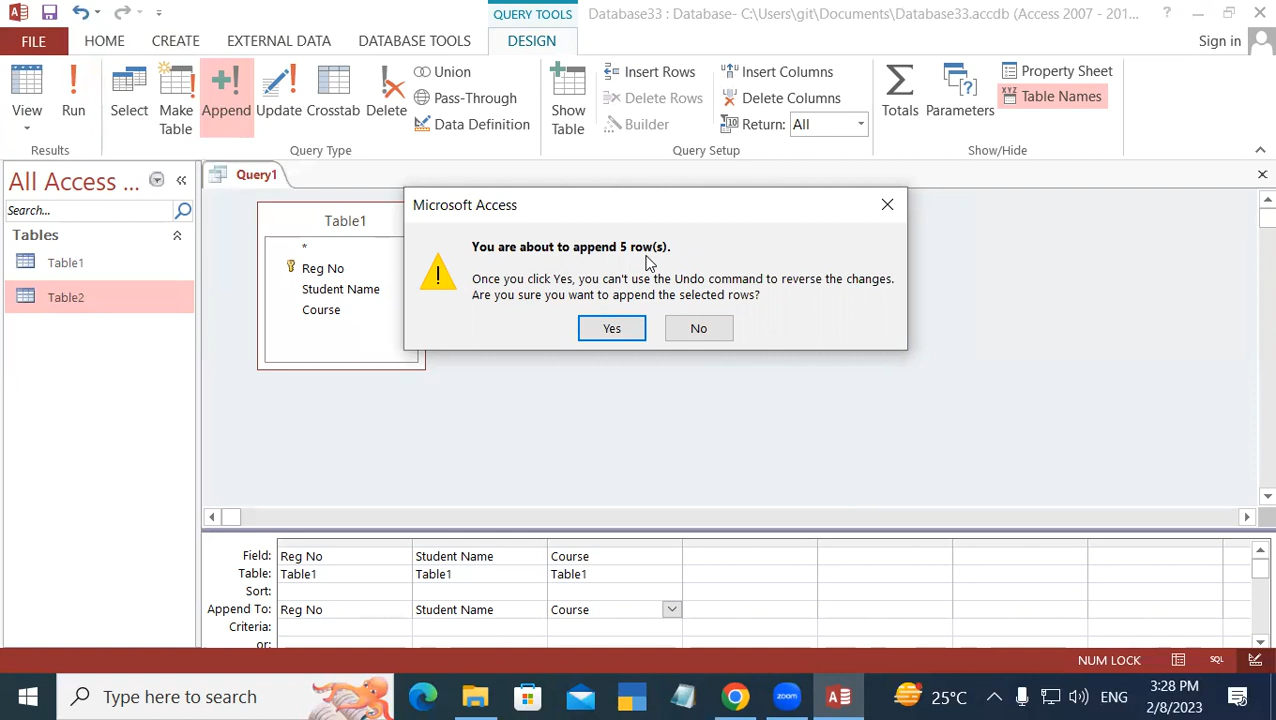 QUERY TOOLS
Database33 : Database- C:\Users\git\Documents\Database33.accdb (Access 2007 - 201...
?
FILE
HOME
CREATE
EXTERNAL DATA
DATABASE TOOLS
DESIGN
Sign in
View
Run
Select
Make
Table
Append
Update
Crosstab
Delete
Union
Pass-Through
Data Definition
Show
Table
Insert Rows
Delete Rows
Builder
Insert Columns
Delete Columns
Return: All
Totals
Parameters
Property Sheet
XYZ Table Names
Results
Query Type
Query Setup
Show/Hide
All Access ...
Search...
Tables
Table1
Table2
Query1
Table1
*
Reg No
Student Name
Course
Microsoft Access
You are about to append 5 row(s).
Once you click Yes, you can't use the Undo command to reverse the changes.
Are you sure you want to append the selected rows?
Yes
No
Field: Reg No Student Name Course
Table: Table1 Table1 Table1
Sort:
Append To: Reg No Student Name Course
Criteria:
or:
NUM LOCK
SQL
Type here to search
zoom
25°C
ENG
3:28 PM
2/8/2023